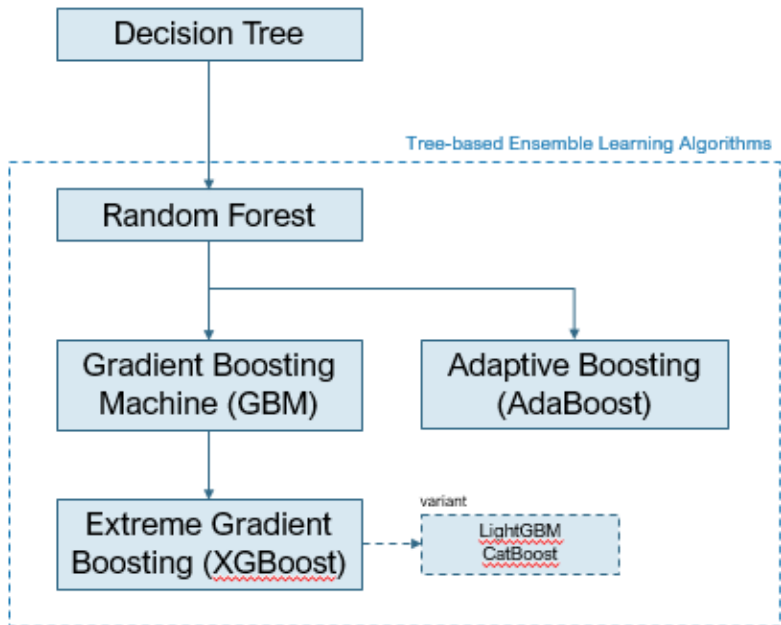 Decision Tree
Tree-based Ensemble Learning Algorithms
Random Forest
Gradient Boosting
Machine (GBM)
Adaptive Boosting
(AdaBoost)
Extreme Gradient
Boosting (XGBoost)
variant
LightGBM
CatBoost